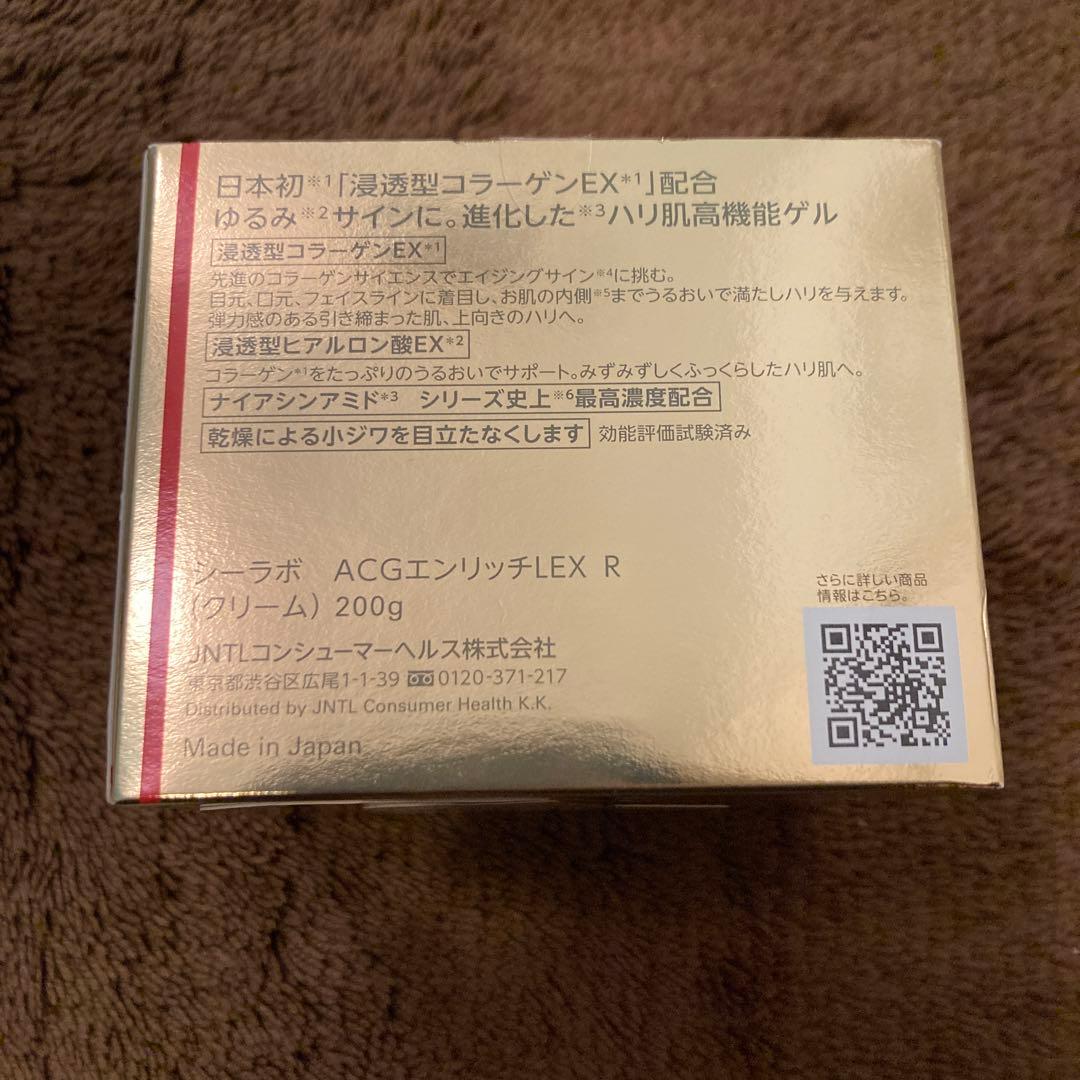 日本初※1「浸透型コラーゲンEX*1」配合
ゆるみ※2サインに。進化した※3ハリ肌高機能ゲル
浸透型コラーゲンEX*1
先進のコラーゲンサイエンスでエイジングサイン※4に挑む。
目元、口元、フェイスラインに着目し、お肌の内側※5までうるおいで満たしハリを与えます。
弾力感のある引き締まった肌、上向きのハリへ。
浸透型ヒアルロン酸EX*2
コラーゲン*1をたっぷりのうるおいでサポート。みずみずしくふっくらしたハリ肌へ。
ナイアシンアミド*3 シリーズ史上※6最高濃度配合
乾燥による小ジワを目立たなくします 効能評価試験済み
シーラボ ACGエンリッチLEX R
(クリーム) 200g
JNTLコンシューマーヘルス株式会社
東京都渋谷区広尾1-1-39 0120-371-217
Distributed by JNTL Consumer Health K.K.
Made in Japan
さらに詳しい商品
情報はこちら。